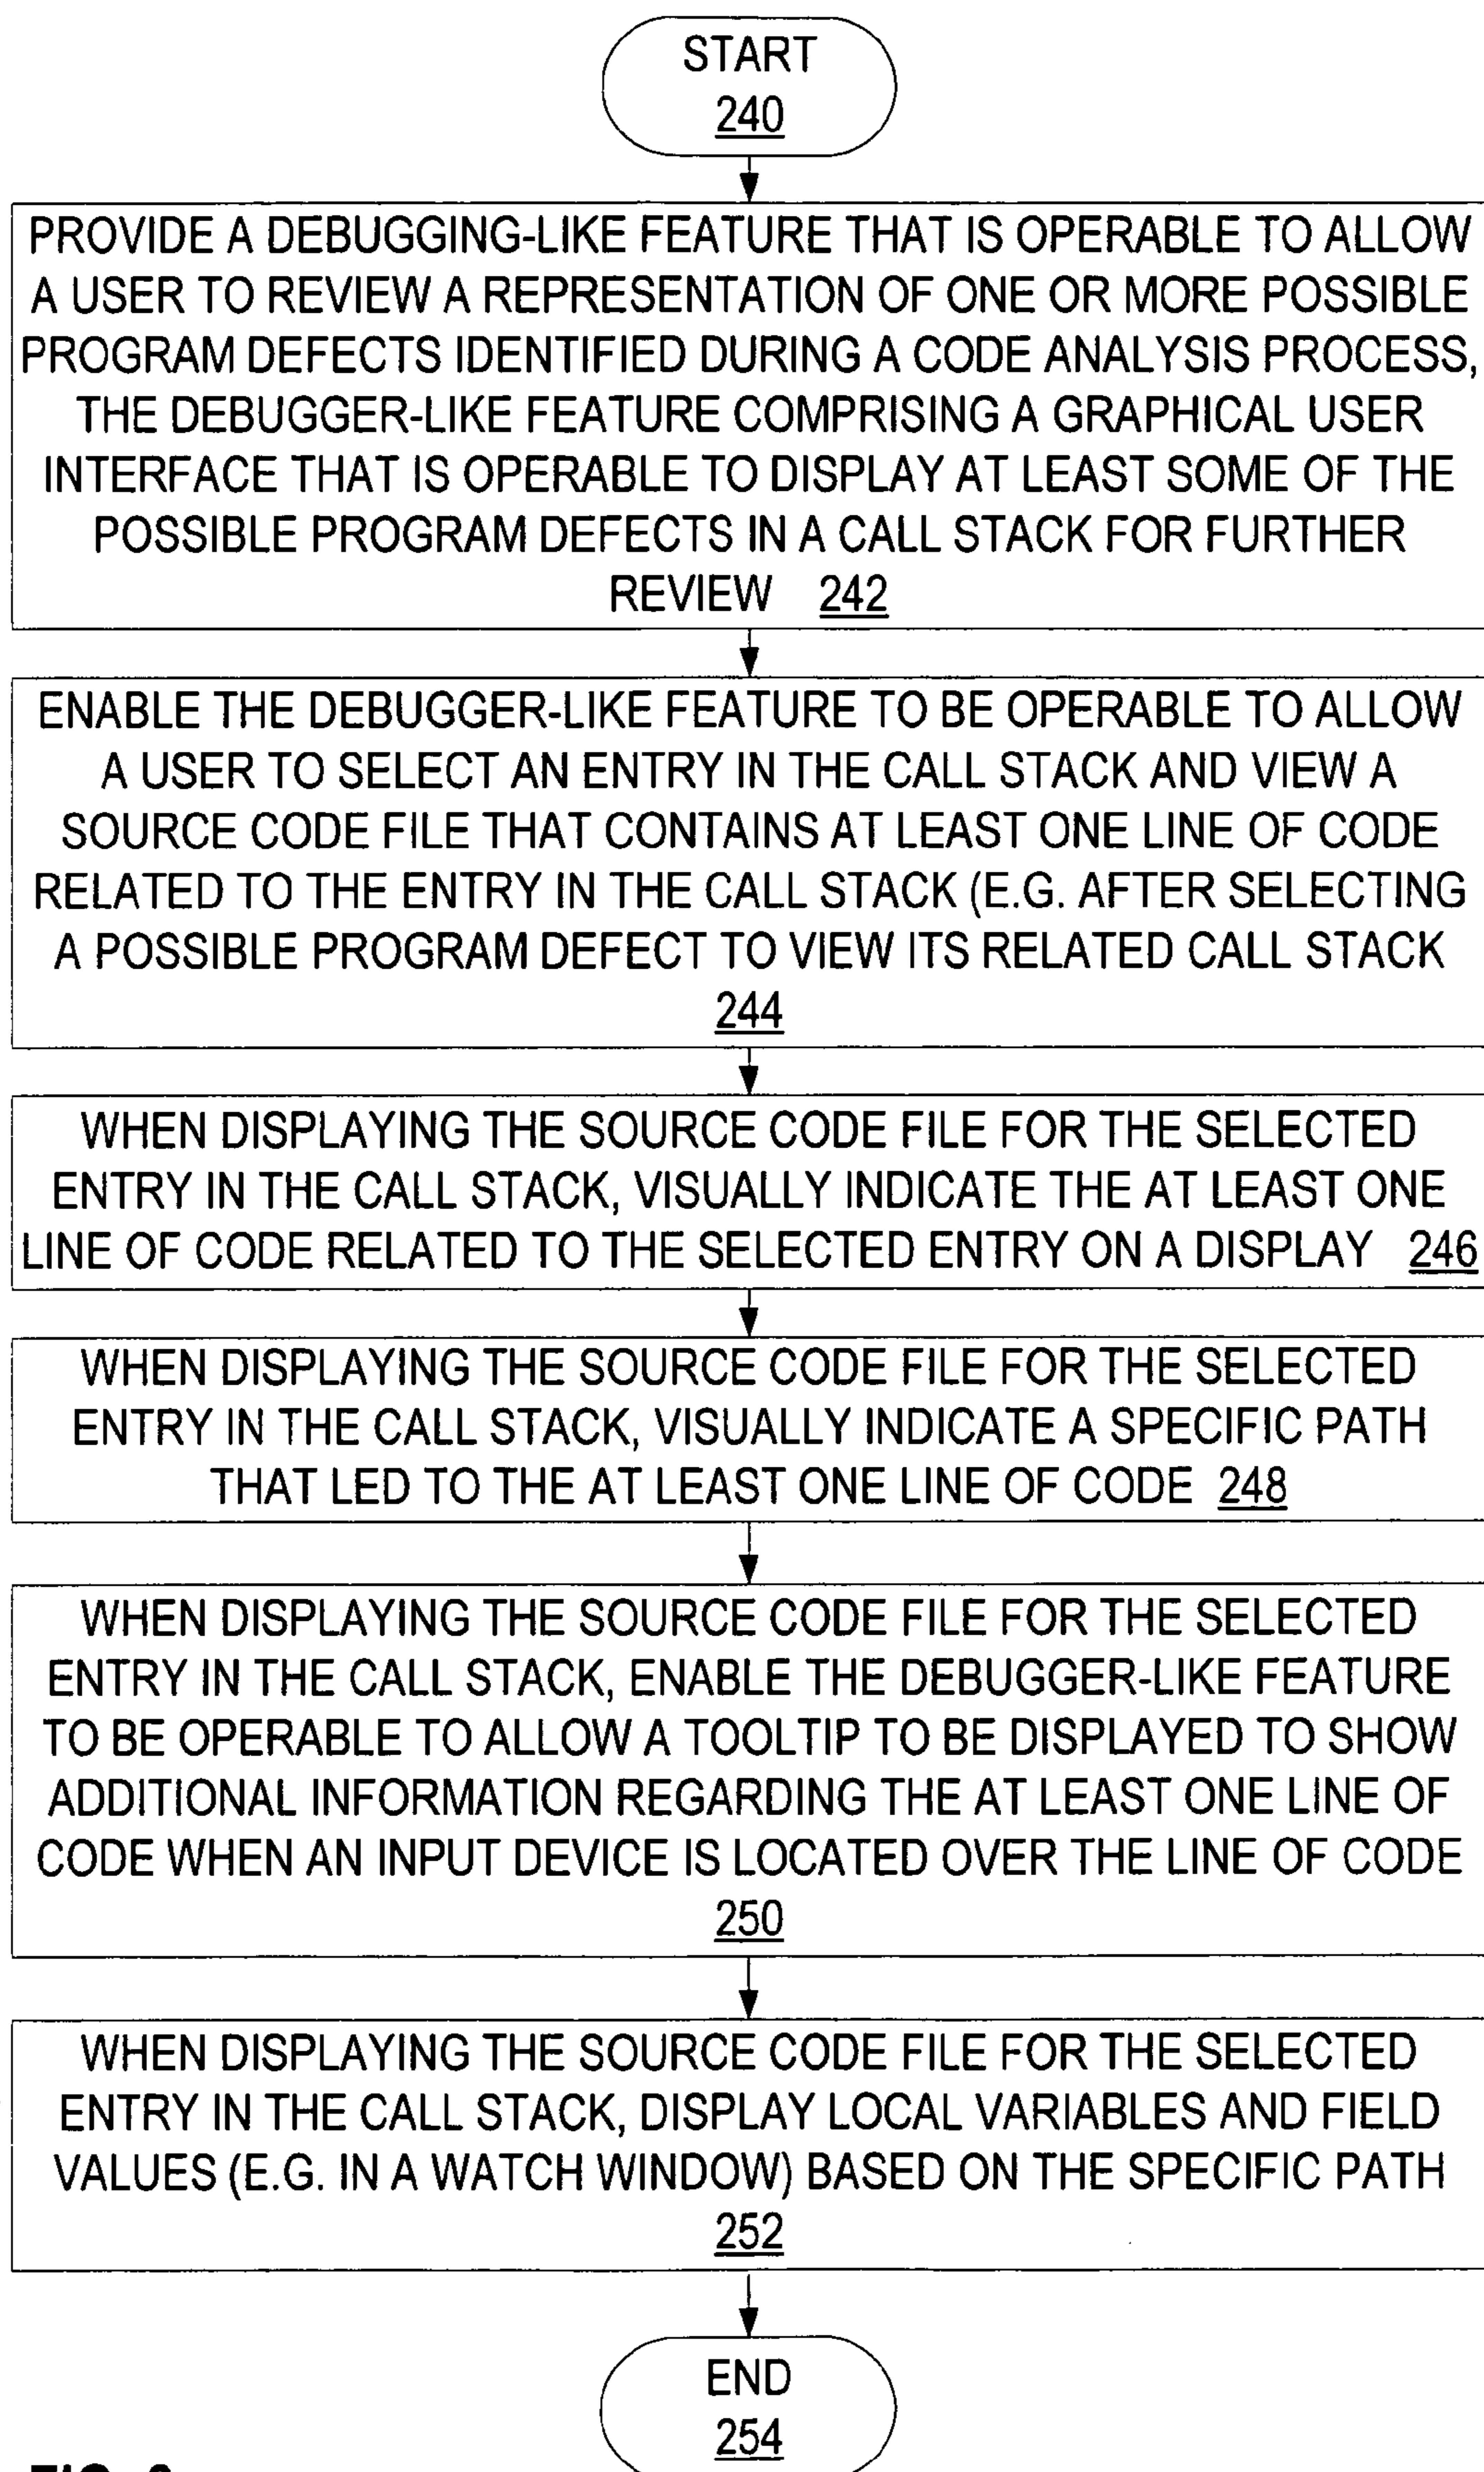 START
240
PROVIDE A DEBUGGING-LIKE FEATURE THAT IS OPERABLE TO ALLOW
A USER TO REVIEW A REPRESENTATION OF ONE OR MORE POSSIBLE
PROGRAM DEFECTS IDENTIFIED DURING A CODE ANALYSIS PROCESS,
THE DEBUGGER-LIKE FEATURE COMPRISING A GRAPHICAL USER
INTERFACE THAT IS OPERABLE TO DISPLAY AT LEAST SOME OF THE
POSSIBLE PROGRAM DEFECTS IN A CALL STACK FOR FURTHER
REVIEW 242
ENABLE THE DEBUGGER-LIKE FEATURE TO BE OPERABLE TO ALLOW
A USER TO SELECT AN ENTRY IN THE CALL STACK AND VIEW A
SOURCE CODE FILE THAT CONTAINS AT LEAST ONE LINE OF CODE
RELATED TO THE ENTRY IN THE CALL STACK (E.G. AFTER SELECTING
A POSSIBLE PROGRAM DEFECT TO VIEW ITS RELATED CALL STACK
244
WHEN DISPLAYING THE SOURCE CODE FILE FOR THE SELECTED
ENTRY IN THE CALL STACK, VISUALLY INDICATE THE AT LEAST ONE
LINE OF CODE RELATED TO THE SELECTED ENTRY ON A DISPLAY 246
WHEN DISPLAYING THE SOURCE CODE FILE FOR THE SELECTED
ENTRY IN THE CALL STACK, VISUALLY INDICATE A SPECIFIC PATH
THAT LED TO THE AT LEAST ONE LINE OF CODE 248
WHEN DISPLAYING THE SOURCE CODE FILE FOR THE SELECTED
ENTRY IN THE CALL STACK, ENABLE THE DEBUGGER-LIKE FEATURE
TO BE OPERABLE TO ALLOW A TOOLTIP TO BE DISPLAYED TO SHOW
ADDITIONAL INFORMATION REGARDING THE AT LEAST ONE LINE OF
CODE WHEN AN INPUT DEVICE IS LOCATED OVER THE LINE OF CODE
250
WHEN DISPLAYING THE SOURCE CODE FILE FOR THE SELECTED
ENTRY IN THE CALL STACK, DISPLAY LOCAL VARIABLES AND FIELD
VALUES (E.G. IN A WATCH WINDOW) BASED ON THE SPECIFIC PATH
252
END
254